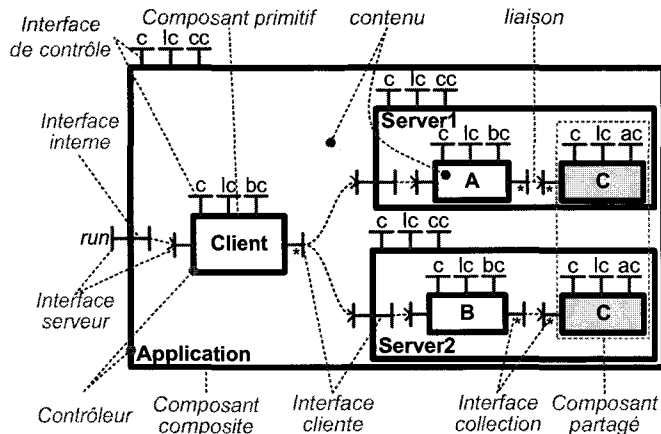 Interface de contrôle
Composant primitif
contenu
liaison
c lc cc
c lc cc
Server1
Interface interne
c lc bc
c lc ac
A
C
c lc bc
run
Client
c lc cc
c lc bc
c lc ac
B
C
Interface serveur
Server2
Application
Contrôleur
Composant composite
Interface cliente
Interface collection
Composant partagé